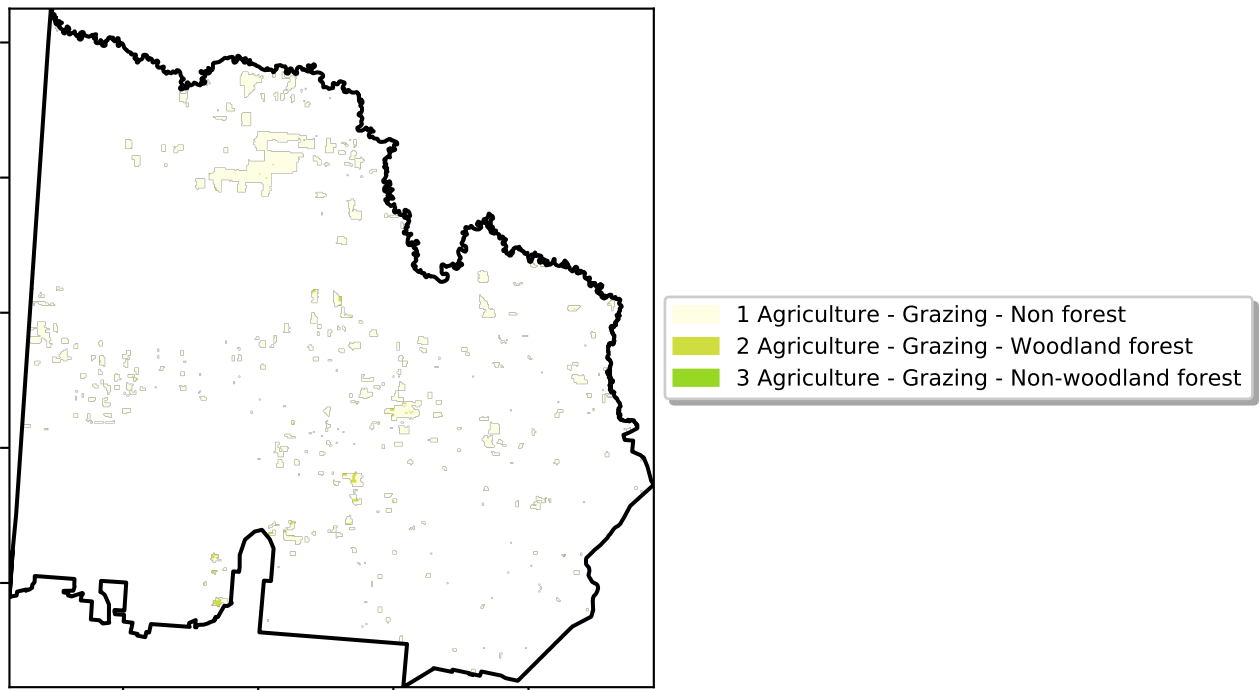 1 Agriculture - Grazing - Non forest
2 Agriculture - Grazing - Woodland forest
3 Agriculture - Grazing - Non-woodland forest